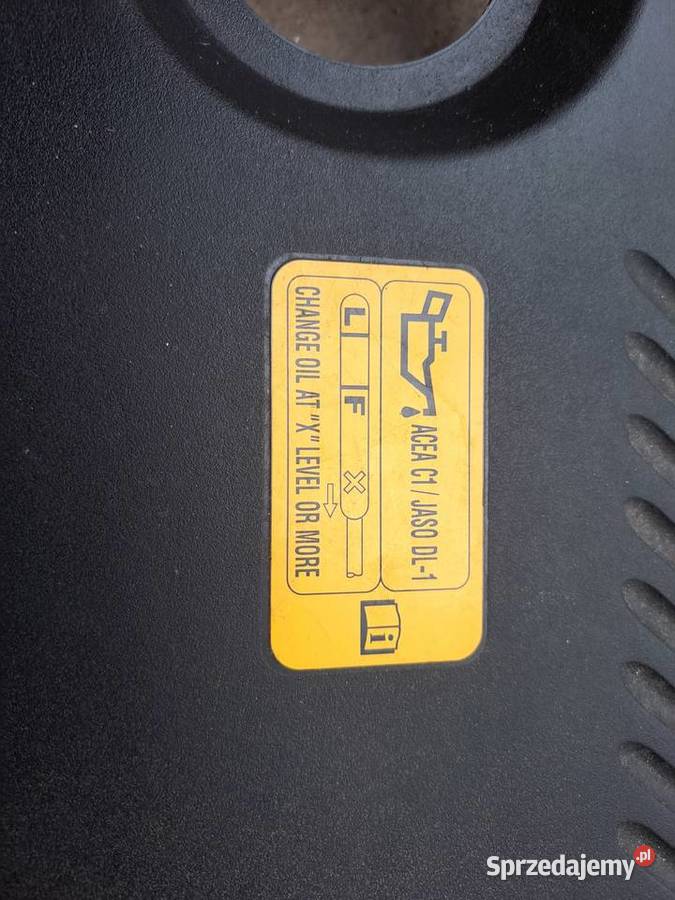 ACEA C1 / JASO DL-1
L F X
CHANGE OIL AT "X" LEVEL OR MORE
i
Sprzedajemy.pl